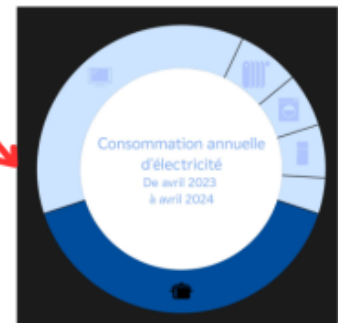 Consommation annuelle
d'électricité
De avril 2023
à avril 2024